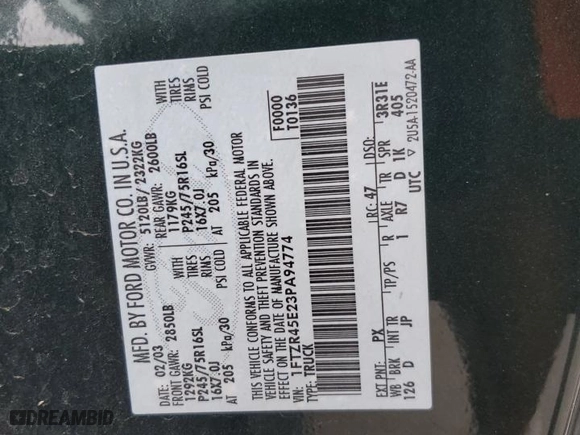 MFD. BY FORD MOTOR CO. IN U.S.A.
DATE: 02/03 GVWR: 5120LB/ 2322KG
FRONT GAWR: 2850LB REAR GAWR: 2600LB
1292KG 1179KG WITH
P245/75R16SL WITH TIRES P245/75R16SL TIRES
16X7.0J RIMS 16X7.0J RIMS
AT 205 kPa/30 PSI COLD AT 205 kPa/30 PSI COLD
THIS VEHICLE CONFORMS TO ALL APPLICABLE FEDERAL MOTOR
VEHICLE SAFETY AND THEFT PREVENTION STANDARDS IN
EFFECT ON THE DATE OF MANUFACTURE SHOWN ABOVE.
VIN: 1FTZR45E23PA94774
TYPE: TRUCK
F0000
T0136
EXT PNT: PX RC: 47 DSO: 3R31E
WB BRK INT TR TP/PS R AXLE TR SPR 405
126 D JP 1 R7 D 1K
UTC 2U5A-1520472-AA
DREAMBID